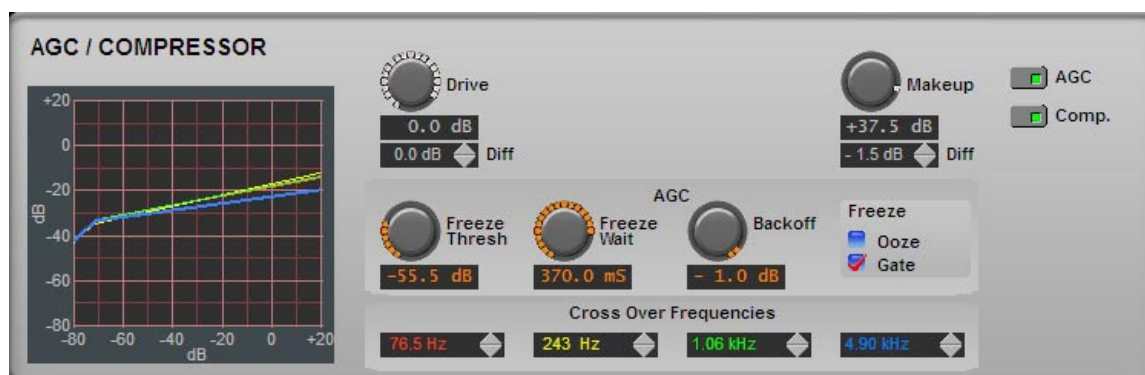 AGC / COMPRESSOR
+20
0
-20
-40
-60
-80
dB
-80 -60 -40 -20 0 +20
dB
Drive
0.0 dB
0.0 dB Diff
Makeup
+37.5 dB
- 1.5 dB Diff
AGC
Comp.
AGC
Freeze Thresh
-55.5 dB
Freeze Wait
370.0 mS
Backoff
- 1.0 dB
Freeze
Ooze
Gate
Cross Over Frequencies
76.5 Hz 243 Hz 1.06 kHz 4.90 kHz